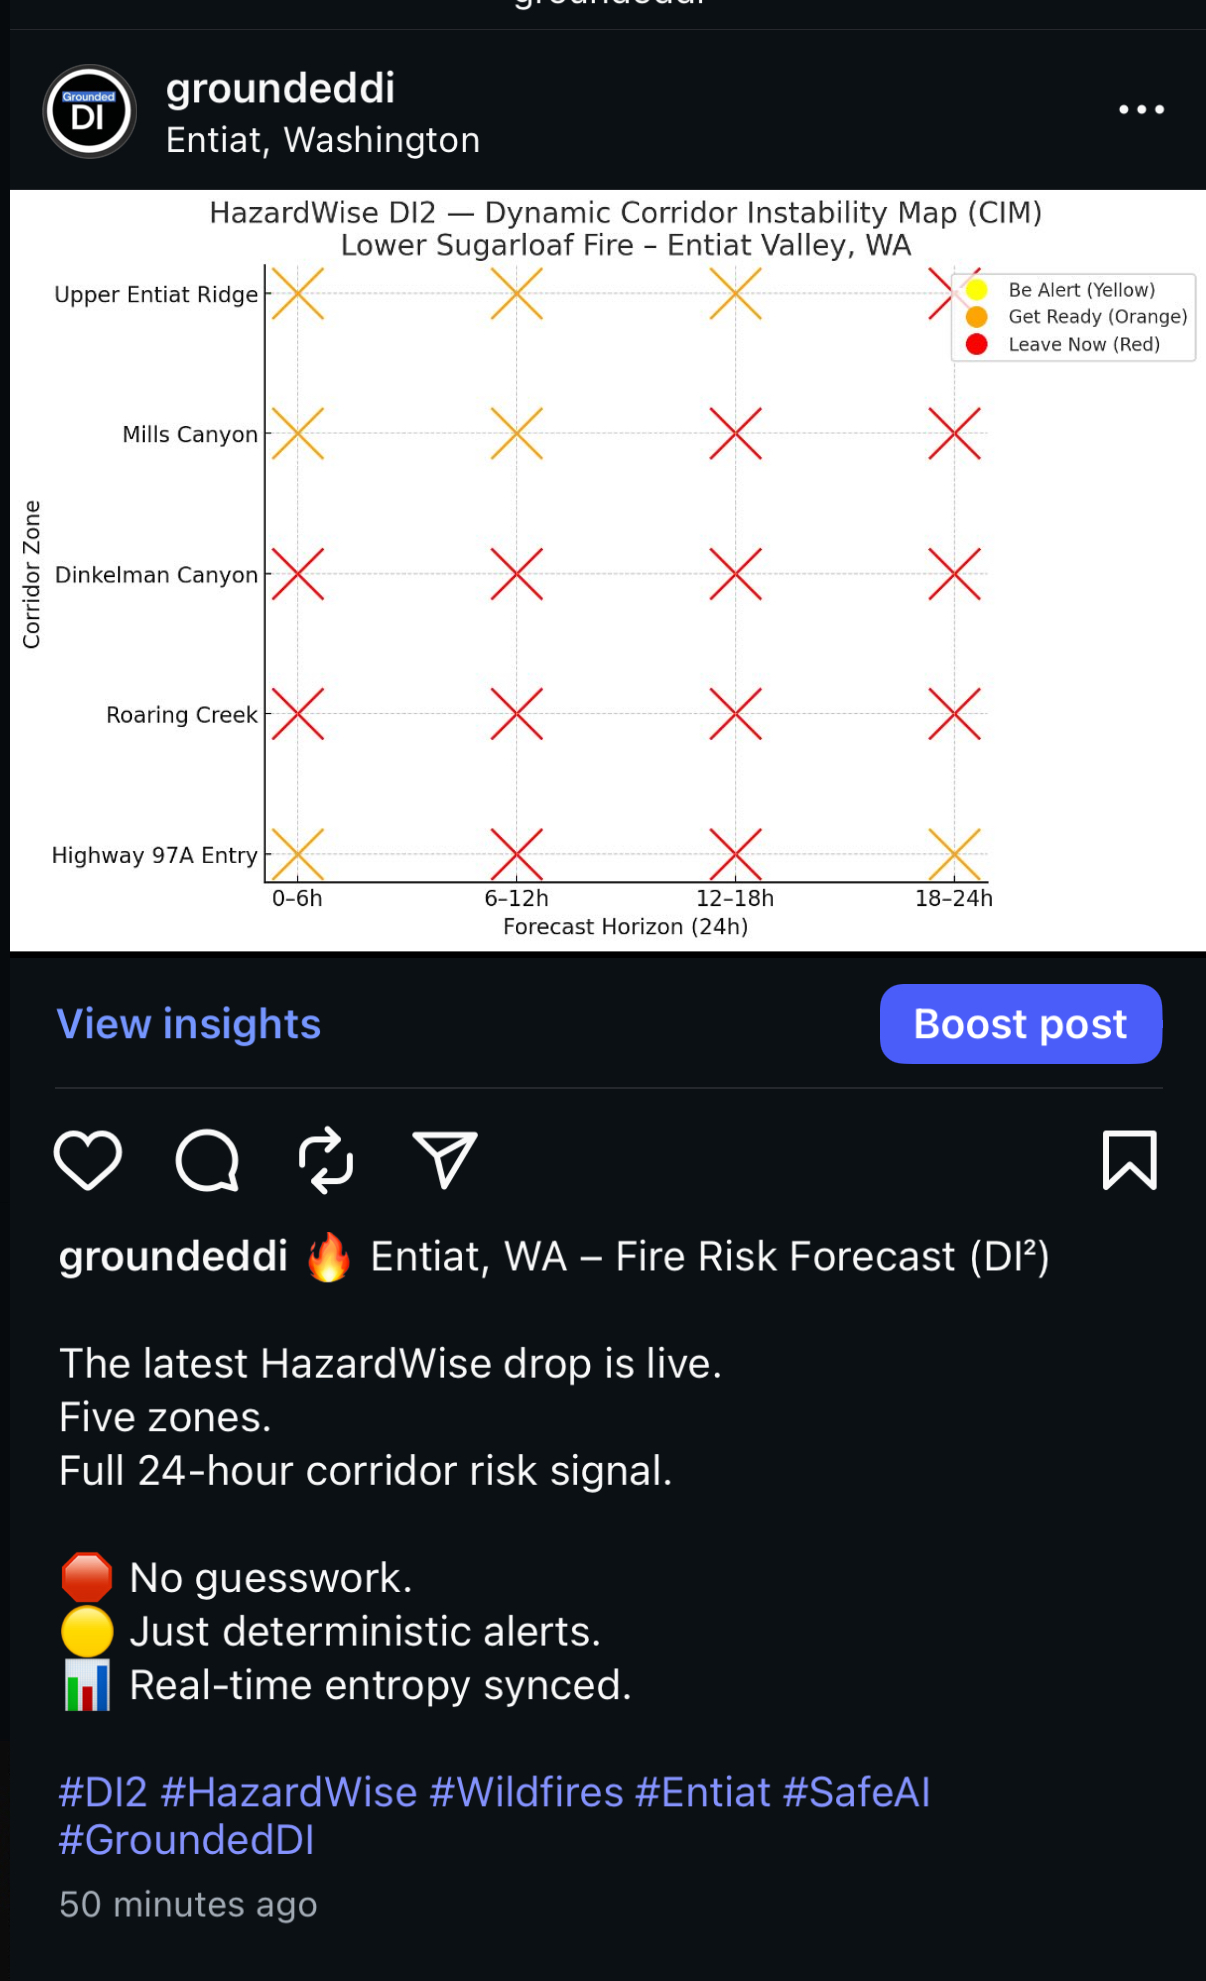 groundeddi
Grounded
DI
groundeddi
Entiat, Washington
HazardWise DI2 — Dynamic Corridor Instability Map (CIM)
Lower Sugarloaf Fire – Entiat Valley, WA
Be Alert (Yellow)
Get Ready (Orange)
Leave Now (Red)
Corridor Zone
Upper Entiat Ridge
Mills Canyon
Dinkelman Canyon
Roaring Creek
Highway 97A Entry
0–6h 6–12h 12–18h 18–24h
Forecast Horizon (24h)
View insights
Boost post
groundeddi 🔥 Entiat, WA – Fire Risk Forecast (DI²)
The latest HazardWise drop is live.
Five zones.
Full 24-hour corridor risk signal.
🛑 No guesswork.
🟡 Just deterministic alerts.
📊 Real-time entropy synced.
#DI2 #HazardWise #Wildfires #Entiat #SafeAI
#GroundedDI
50 minutes ago